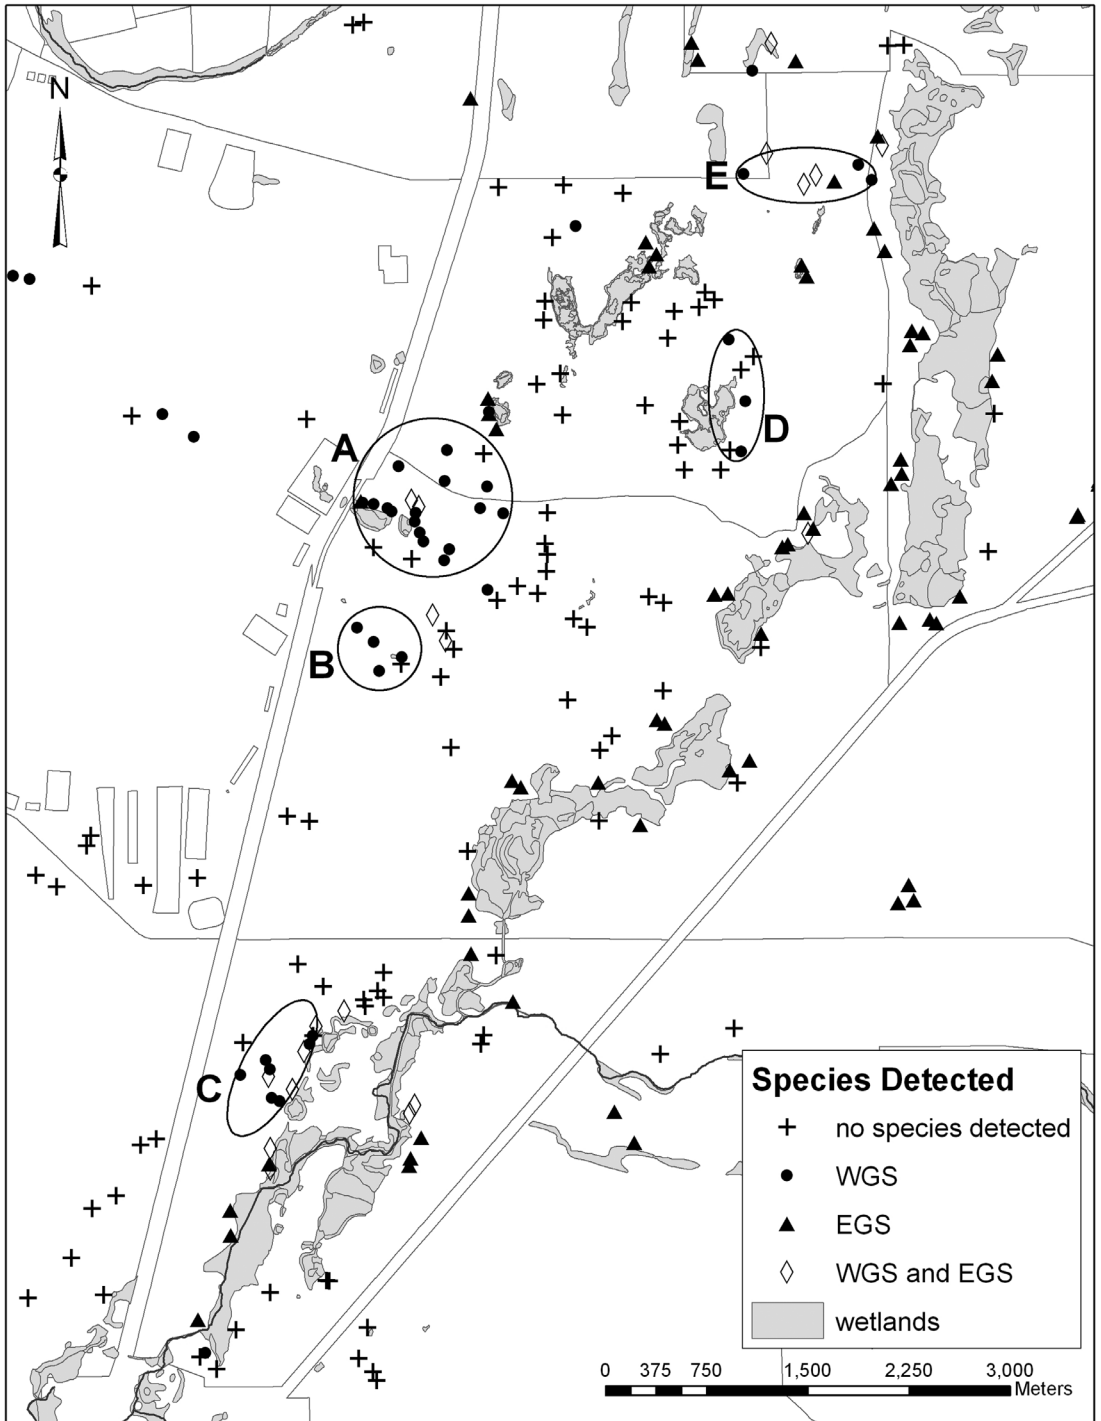 N
E
D
A
B
C
Species Detected
no species detected
WGS
EGS
WGS and EGS
wetlands
0 375 750 1,500 2,250 3,000
Meters